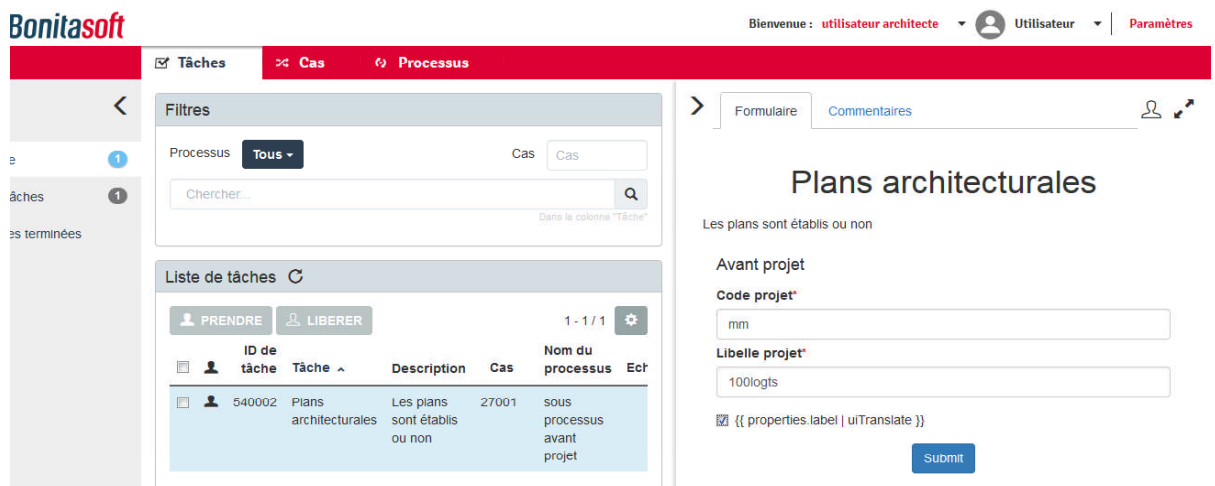 Bonitasoft
Bienvenue : utilisateur architecte
Utilisateur
Paramètres
Tâches
Cas
Processus
e 1
âches 1
es terminées
Filtres
Processus Tous Cas Cas
Chercher...
Dans la colonne "Tâche"
Liste de tâches
PRENDRE LIBERER 1 - 1 / 1
ID de tâche Tâche Description Cas Nom du processus Ech
540002 Plans architecturales Les plans sont établis ou non 27001 sous processus avant projet
Formulaire Commentaires
Plans architecturales
Les plans sont établis ou non
Avant projet
Code projet*
mm
Libelle projet*
100logts
{{ properties.label | uiTranslate }}
Submit